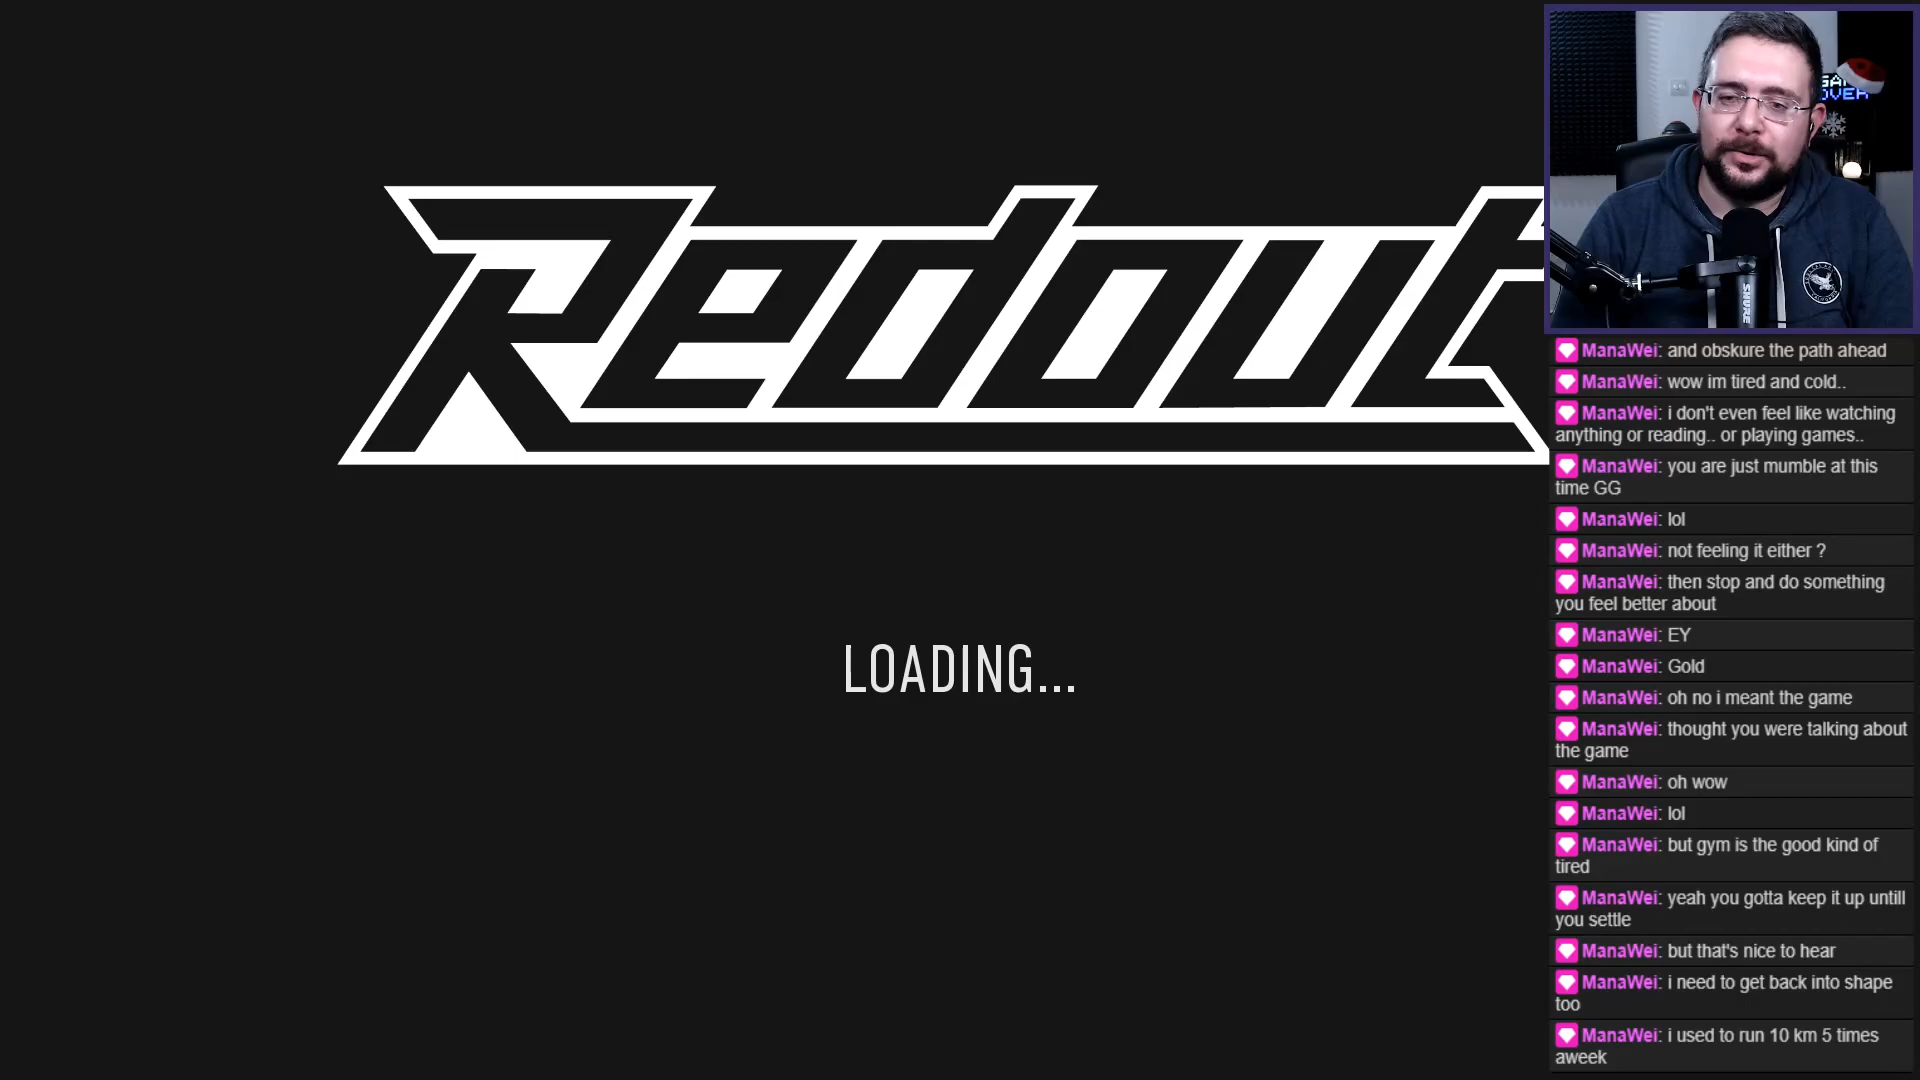 Redout
LOADING...
GAME
OVER
SHURE
ManaWei: and obskure the path ahead
ManaWei: wow im tired and cold..
ManaWei: i don't even feel like watching
anything or reading.. or playing games..
ManaWei: you are just mumble at this
time GG
ManaWei: lol
ManaWei: not feeling it either ?
ManaWei: then stop and do something
you feel better about
ManaWei: EY
ManaWei: Gold
ManaWei: oh no i meant the game
ManaWei: thought you were talking about
the game
ManaWei: oh wow
ManaWei: lol
ManaWei: but gym is the good kind of
tired
ManaWei: yeah you gotta keep it up untill
you settle
ManaWei: but that's nice to hear
ManaWei: i need to get back into shape
too
ManaWei: i used to run 10 km 5 times
aweek